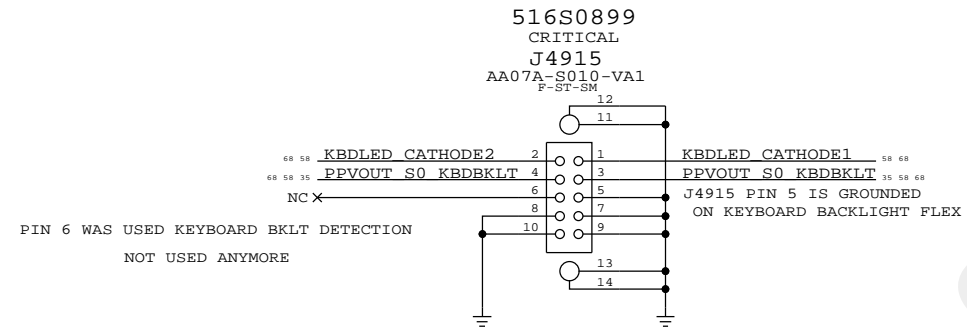 516S0899
CRITICAL
J4915
AA07A-S010-VA1
F-ST-SM
12
11
68 58 KBDLED_CATHODE2 2 1 KBDLED_CATHODE1 58 68
68 58 35 PPVOUT_S0_KBDBKLT 4 3 PPVOUT_S0_KBDBKLT 35 58 68
NC 6 5 J4915 PIN 5 IS GROUNDED
8 7 ON KEYBOARD BACKLIGHT FLEX
PIN 6 WAS USED KEYBOARD BKLT DETECTION 10 9
NOT USED ANYMORE
13
14